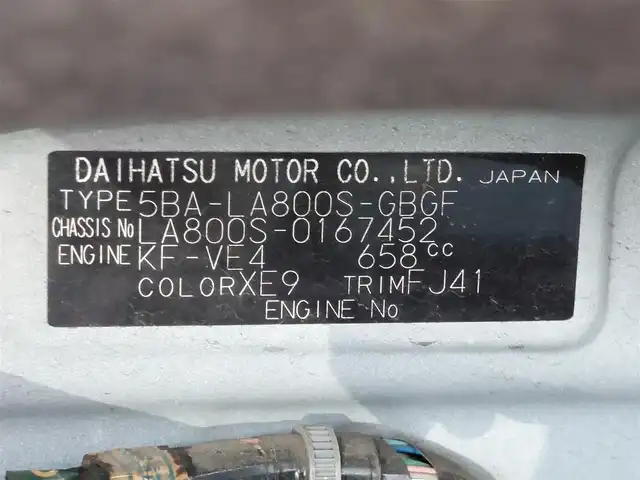 DAIHATSU MOTOR CO.,LTD. JAPAN
TYPE 5BA-LA800S-GBGF
CHASSIS No LA800S-0167452
ENGINE KF-VE4 658cc
COLOR XE9 TRIM FJ41
ENGINE No